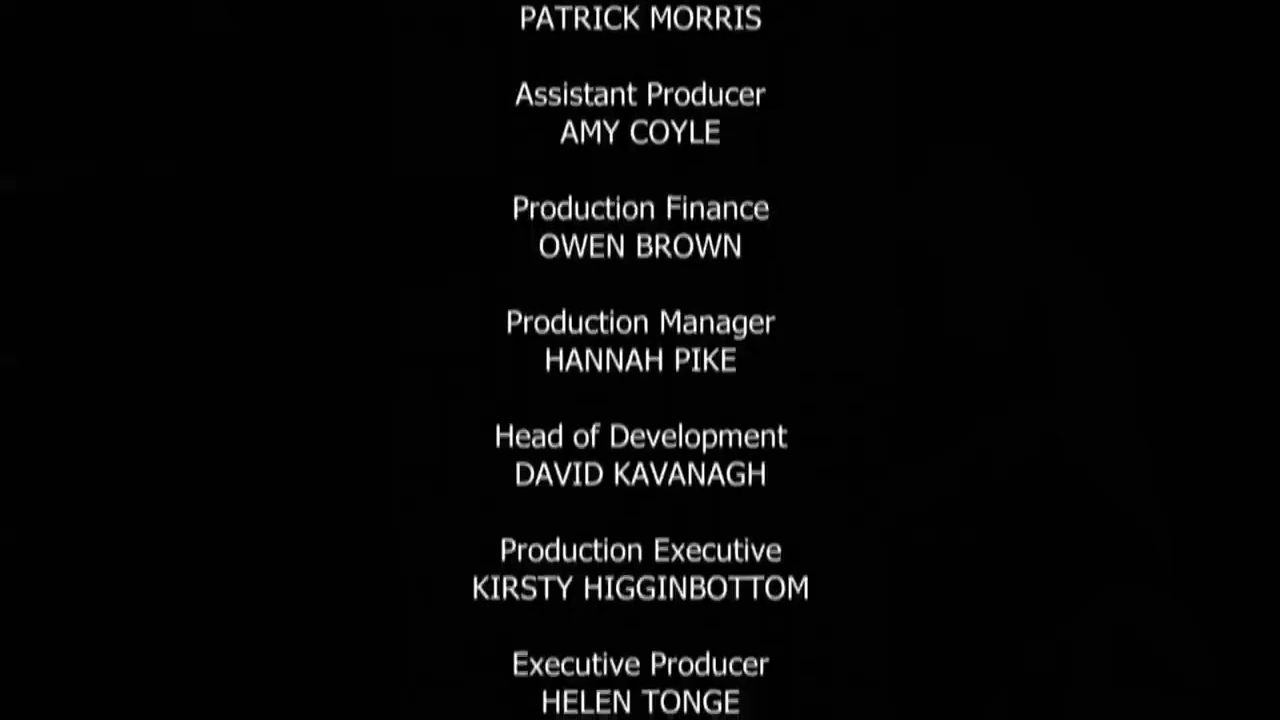 PATRICK MORRIS
Assistant Producer
AMY COYLE
Production Finance
OWEN BROWN
Production Manager
HANNAH PIKE
Head of Development
DAVID KAVANAGH
Production Executive
KIRSTY HIGGINBOTTOM
Executive Producer
HELEN TONGE